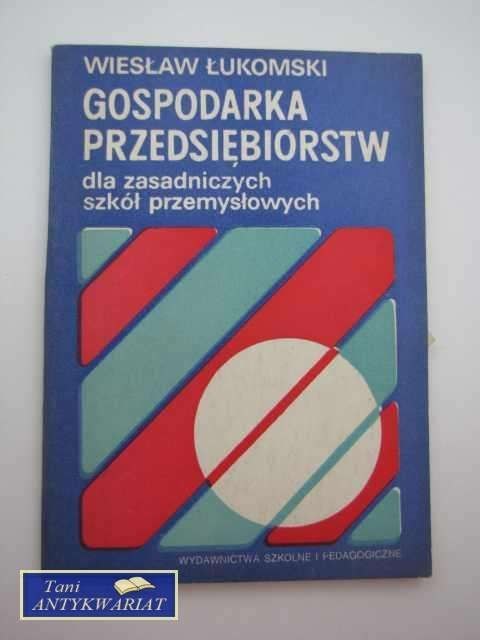 WIESŁAW ŁUKOMSKI
GOSPODARKA
PRZEDSIĘBIORSTW
dla zasadniczych
szkół przemysłowych
WYDAWNICTWA SZKOLNE I PEDAGOGICZNE
Tani
ANTYKWARIAT